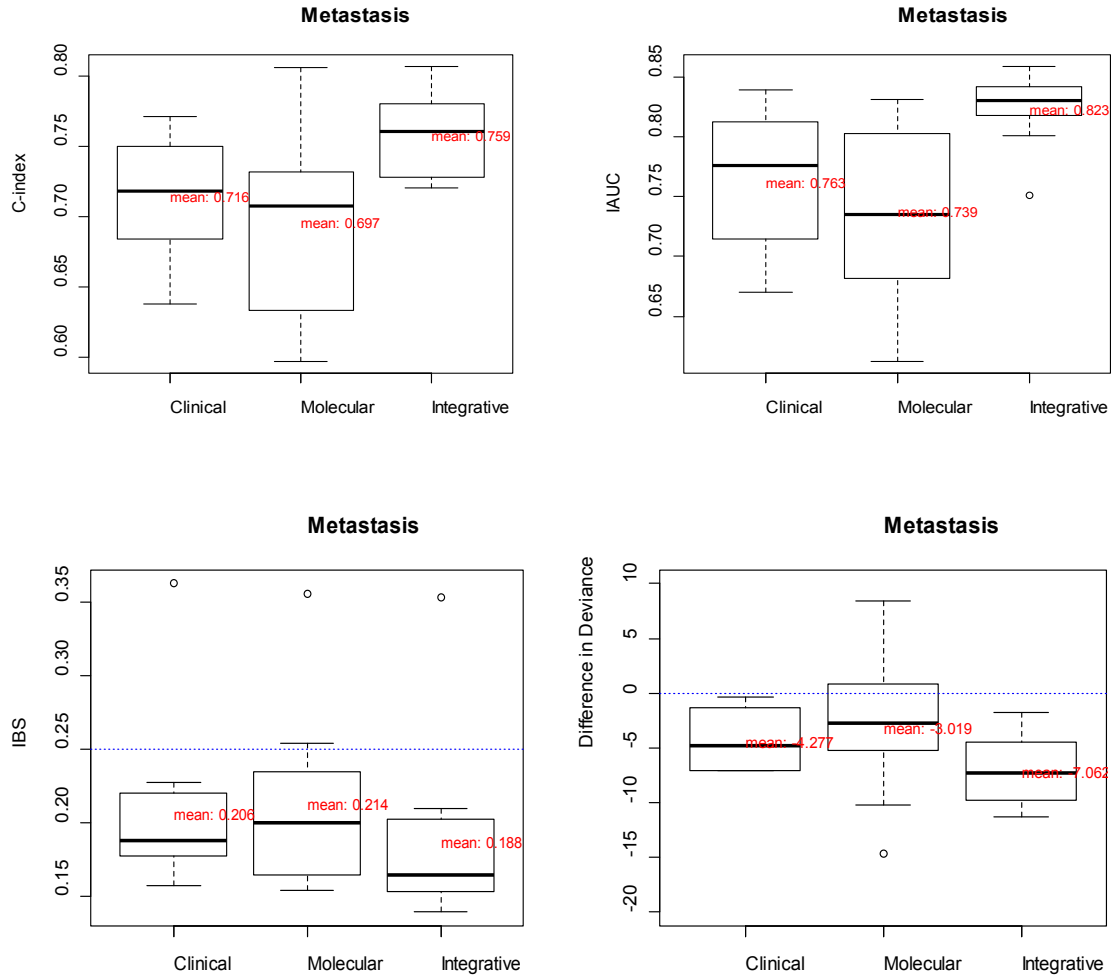 Metastasis
C-index
0.80
0.75
0.70
0.65
0.60
mean: 0.716
mean: 0.697
mean: 0.759
Clinical Molecular Integrative
Metastasis
IAUC
0.85
0.80
0.75
0.70
0.65
mean: 0.763
mean: 0.739
mean: 0.823
Clinical Molecular Integrative
Metastasis
IBS
0.35
0.30
0.25
0.20
0.15
mean: 0.206
mean: 0.214
mean: 0.188
Clinical Molecular Integrative
Metastasis
Difference in Deviance
10
5
0
-5
-10
-15
-20
mean: -4.277
mean: -3.019
mean: -7.062
Clinical Molecular Integrative